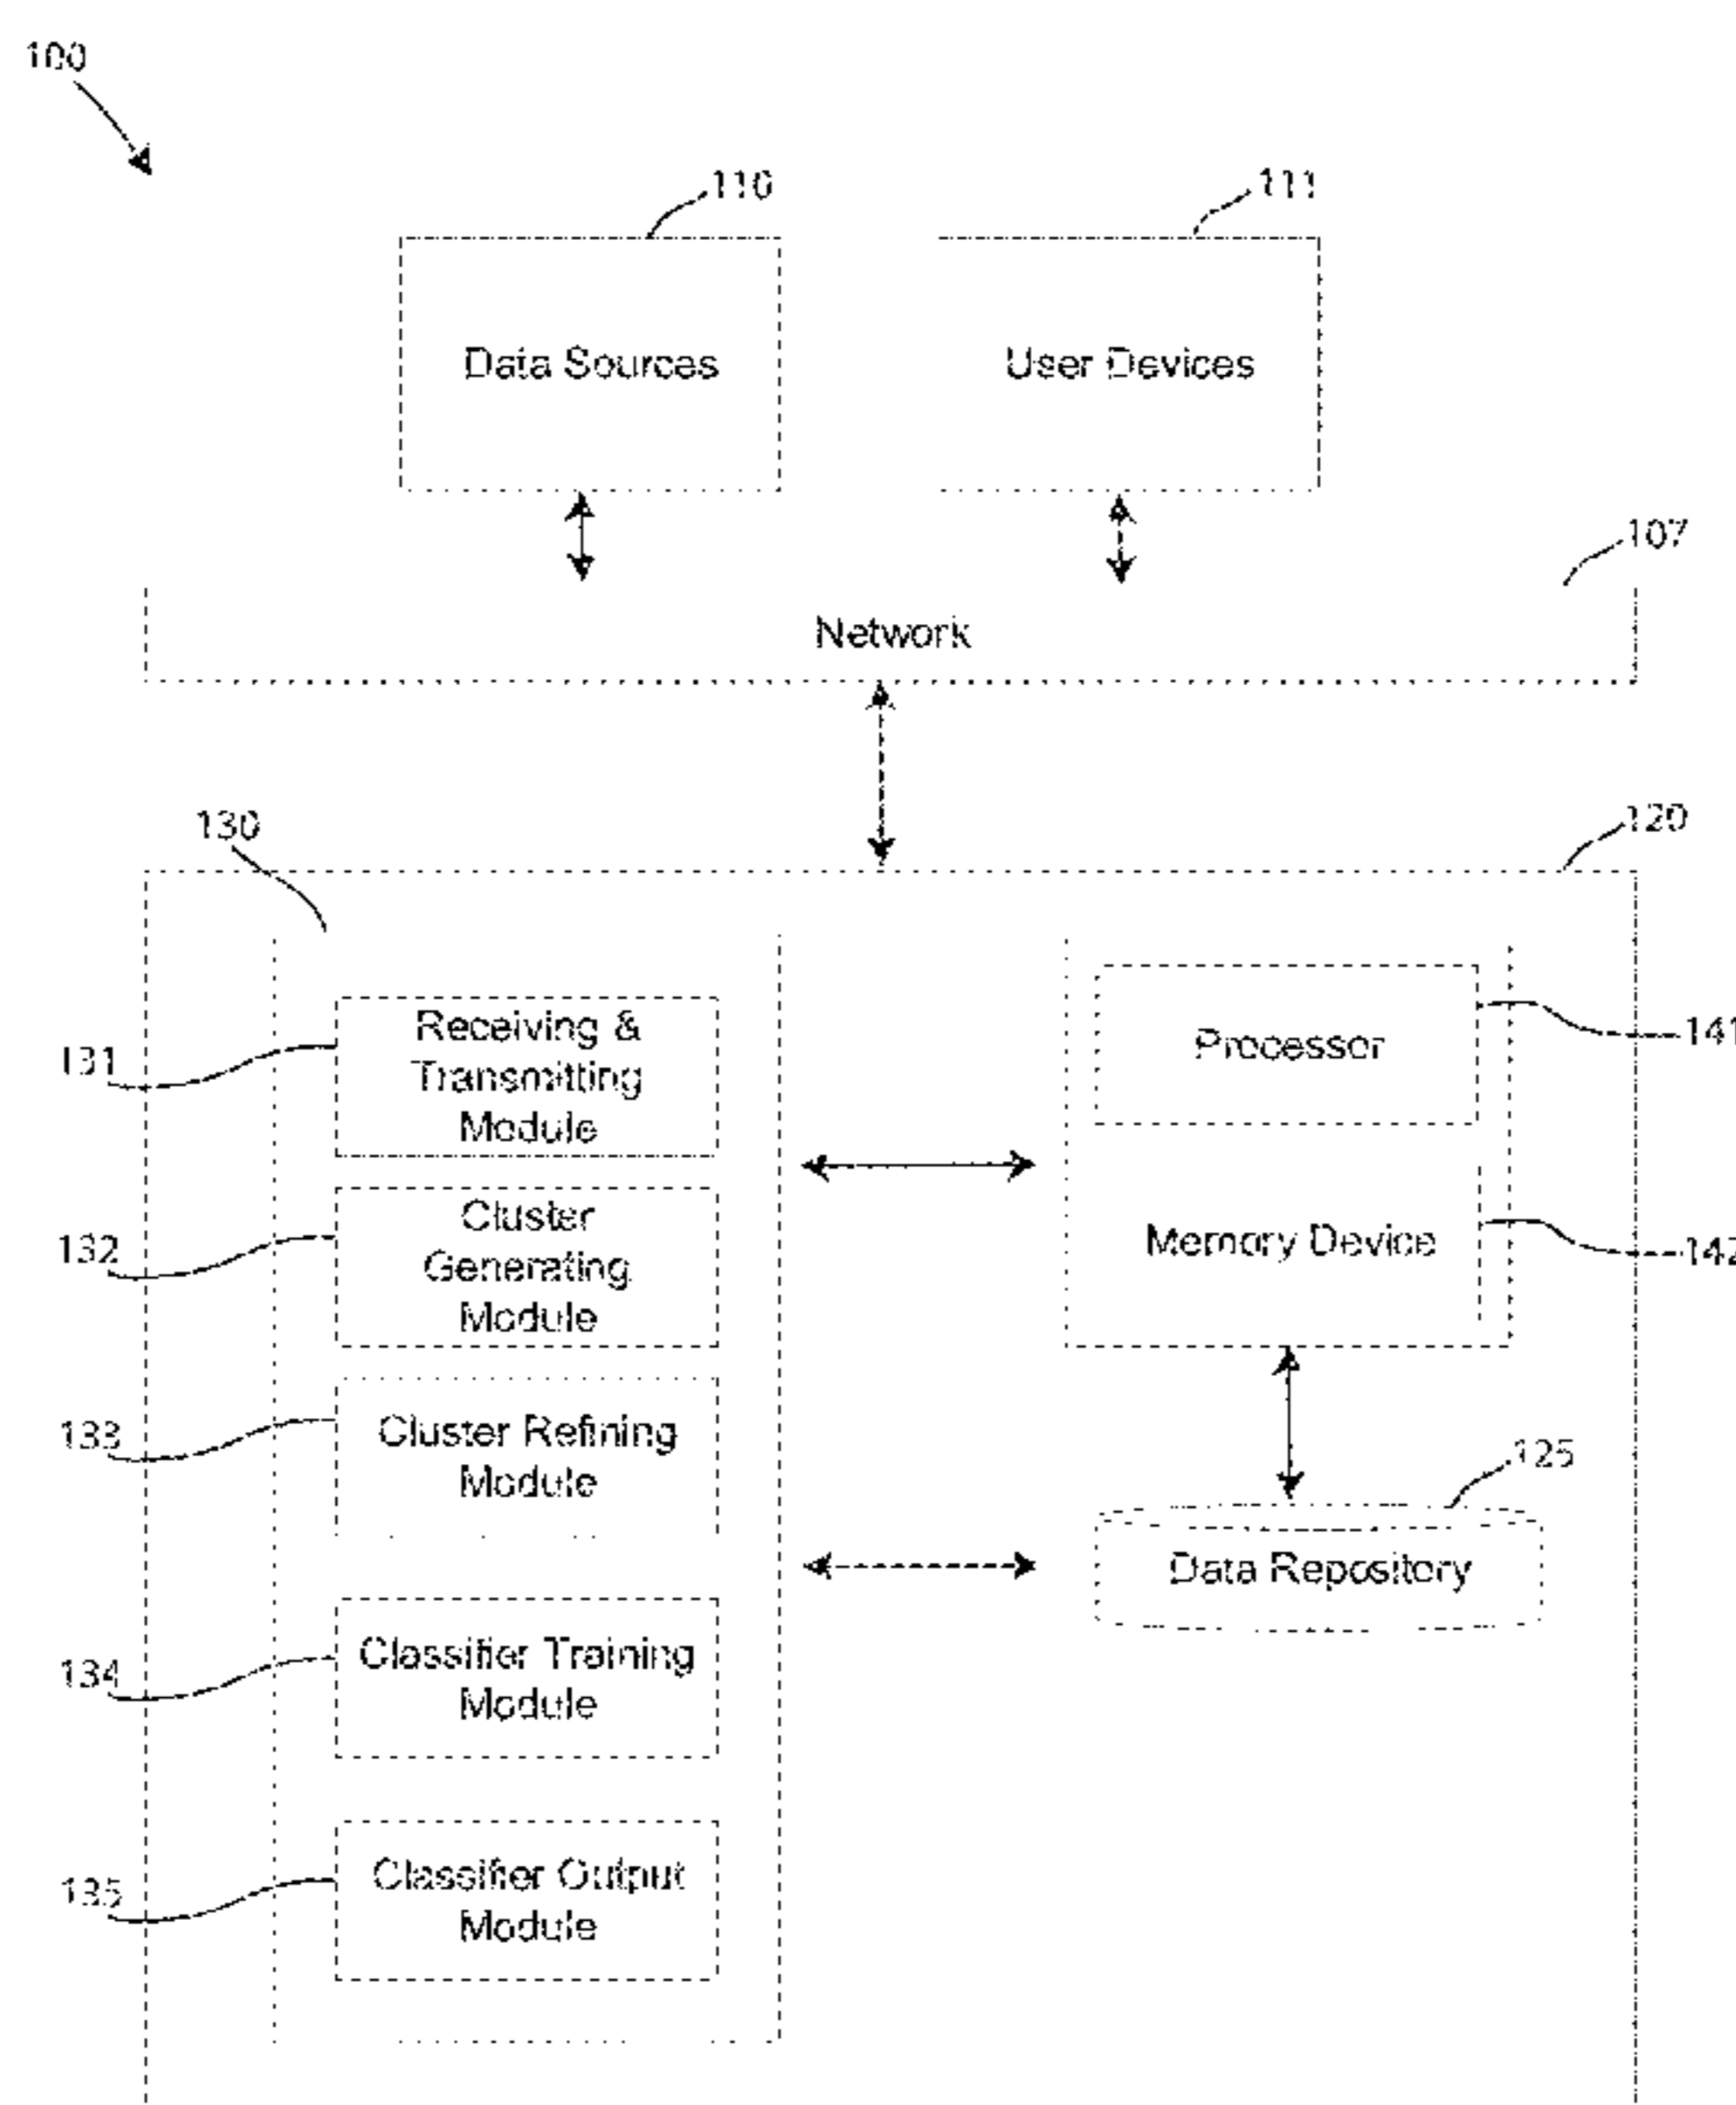 100
110
111
Data Sources
User Devices
107
Network
130
120
131
Receiving &
Transmitting
Module
Processor
141
132
Cluster
Generating
Module
Memory Device
142
133
Cluster Refining
Module
125
Data Repository
134
Classifier Training
Module
135
Classifier Output
Module